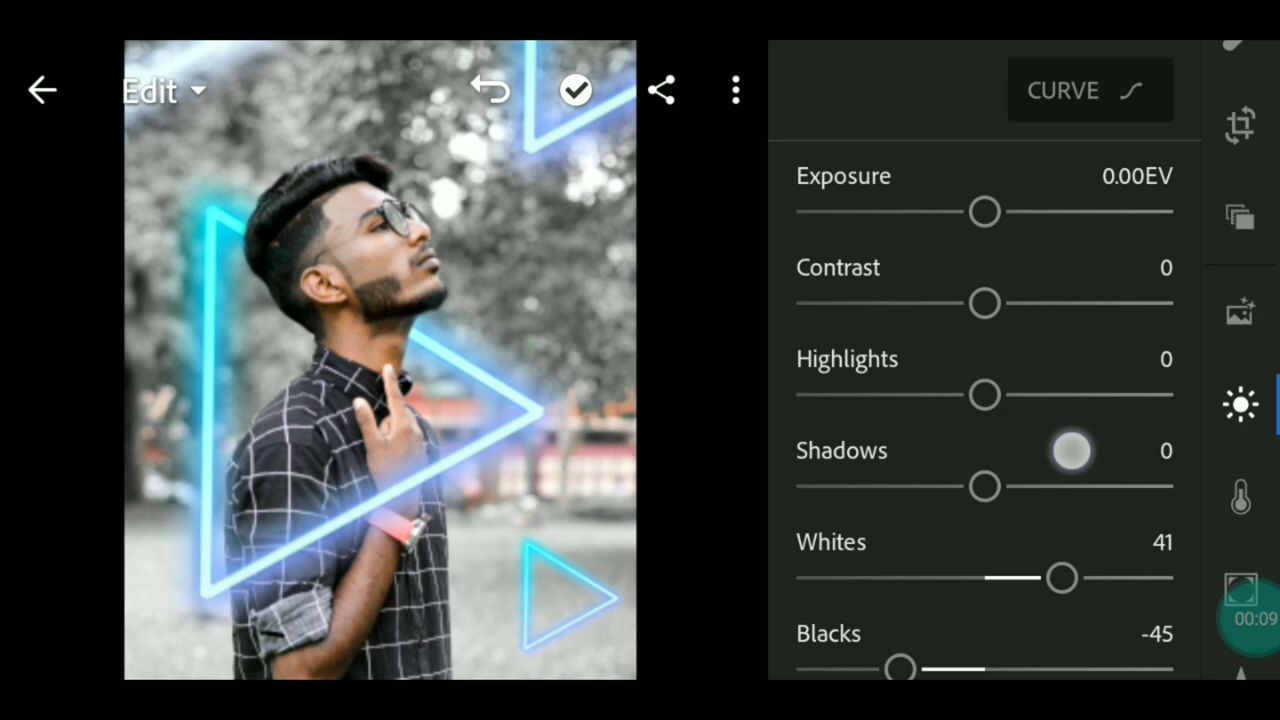 Edit
CURVE
Exposure 0.00EV
Contrast 0
Highlights 0
Shadows 0
Whites 41
Blacks -45
00:09